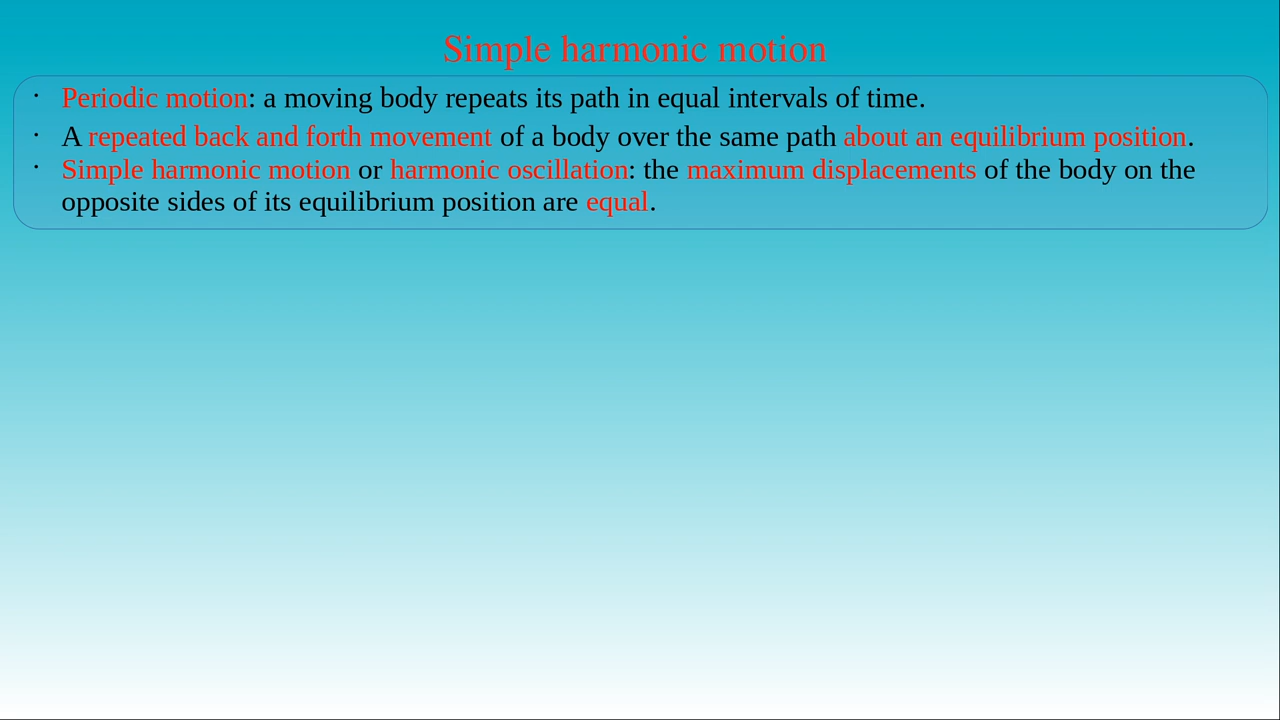 Simple harmonic motion
· Periodic motion: a moving body repeats its path in equal intervals of time.
· A repeated back and forth movement of a body over the same path about an equilibrium position.
· Simple harmonic motion or harmonic oscillation: the maximum displacements of the body on the
opposite sides of its equilibrium position are equal.